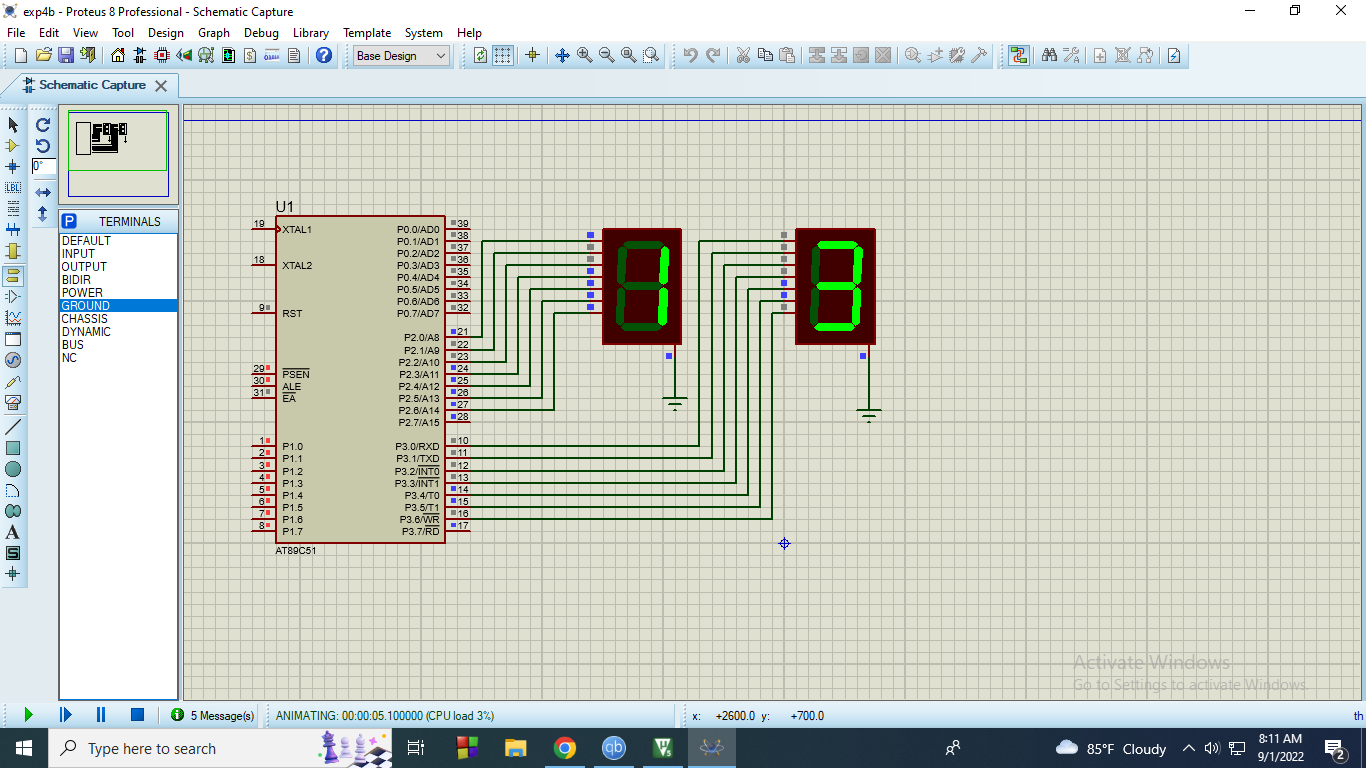 exp4b - Proteus 8 Professional - Schematic Capture
File Edit View Tool Design Graph Debug Library Template System Help
Base Design
Schematic Capture
0°
LBL
P TERMINALS
DEFAULT
INPUT
OUTPUT
BIDIR
POWER
GROUND
CHASSIS
DYNAMIC
BUS
NC
A
S
U1
19 XTAL1 P0.0/AD0 39
P0.1/AD1 38
P0.2/AD2 37
18 XTAL2 P0.3/AD3 36
P0.4/AD4 35
P0.5/AD5 34
P0.6/AD6 33
9 RST P0.7/AD7 32
P2.0/A8 21
P2.1/A9 22
P2.2/A10 23
29 PSEN P2.3/A11 24
30 ALE P2.4/A12 25
31 EA P2.5/A13 26
P2.6/A14 27
P2.7/A15 28
1 P1.0 P3.0/RXD 10
2 P1.1 P3.1/TXD 11
3 P1.2 P3.2/INT0 12
4 P1.3 P3.3/INT1 13
5 P1.4 P3.4/T0 14
6 P1.5 P3.5/T1 15
7 P1.6 P3.6/WR 16
8 P1.7 P3.7/RD 17
AT89C51
1 3
Activate Windows
Go to Settings to activate Windows.
5 Message(s) ANIMATING: 00:00:05.100000 (CPU load 3%) x: +2600.0 y: +700.0 th
Type here to search qb 85°F Cloudy 8:11 AM
9/1/2022 2